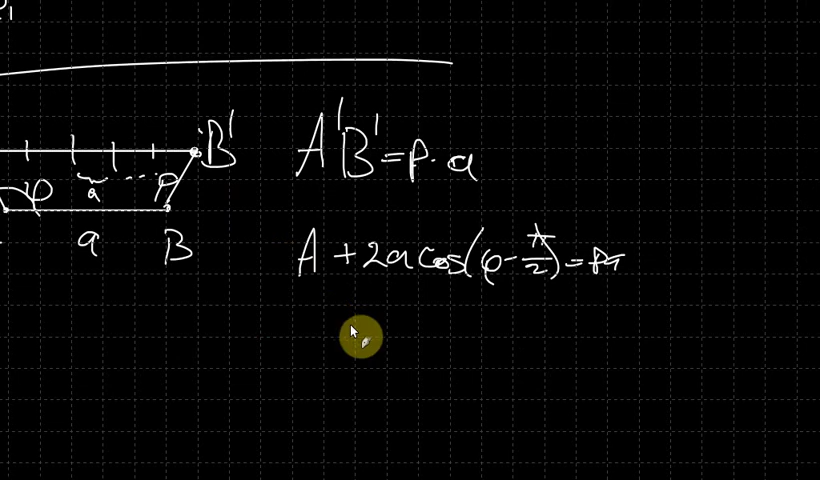 B'
A'B' = p · a
φ
a
φ
a
B
A + 2a cos(φ - π/2) = pa